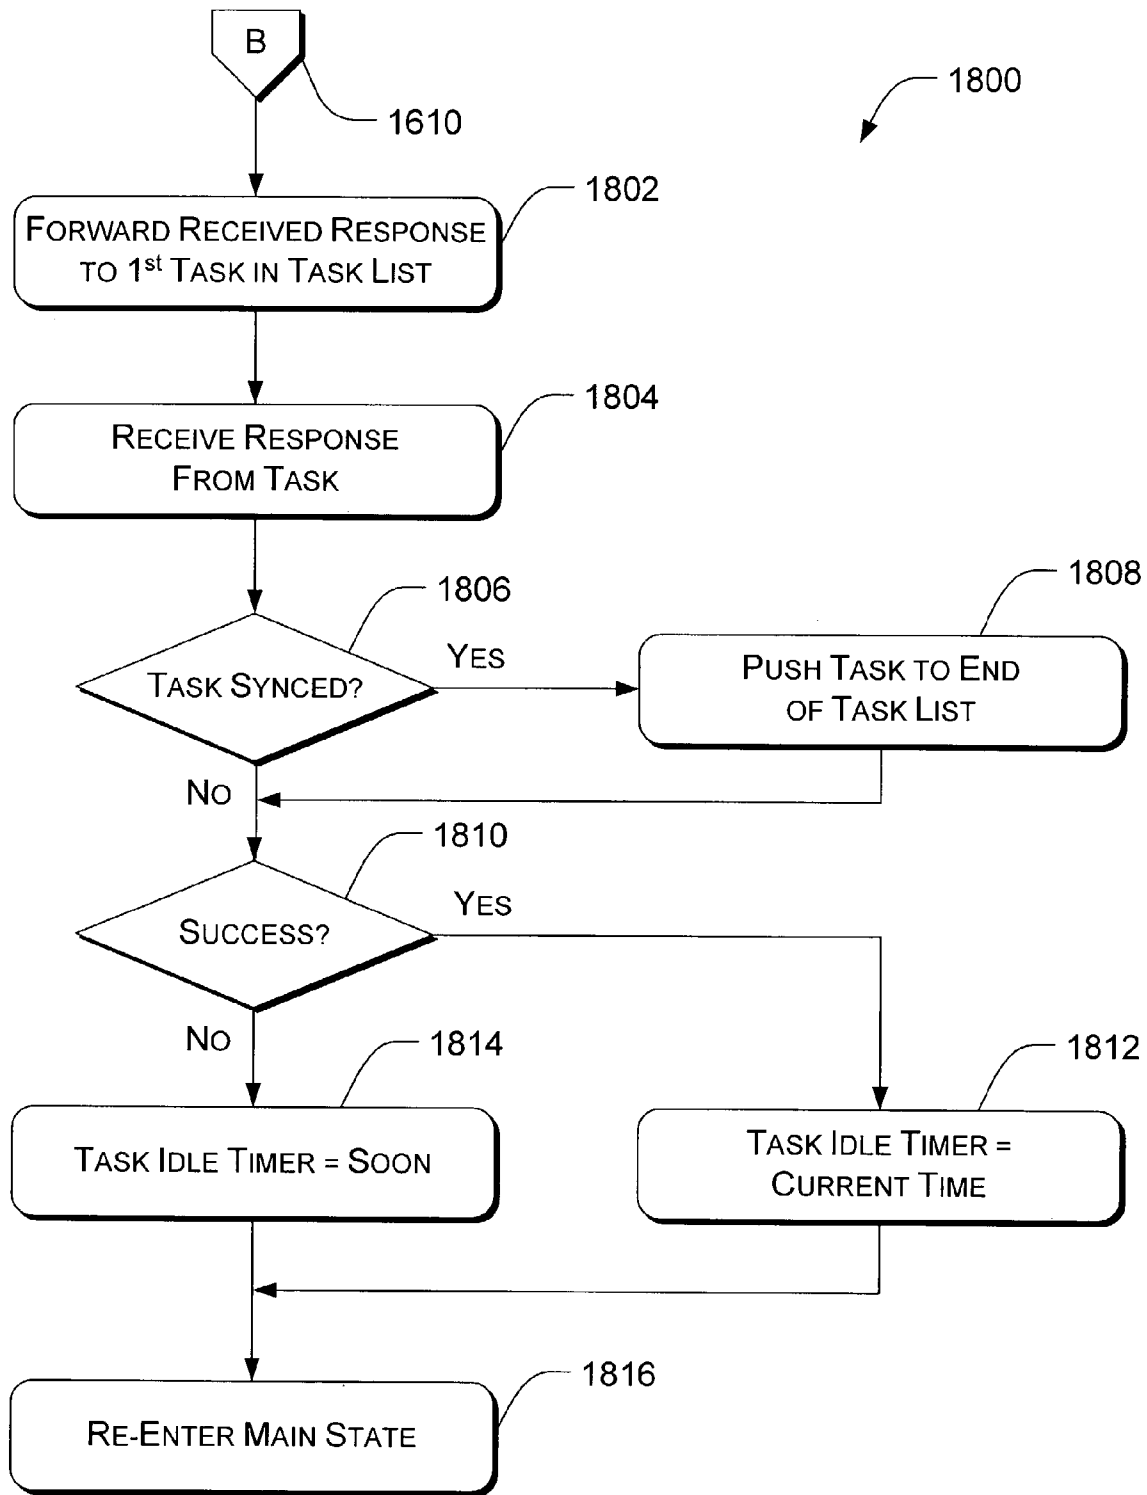 B
1610
1800
1802
FORWARD RECEIVED RESPONSE
TO 1st TASK IN TASK LIST
1804
RECEIVE RESPONSE
FROM TASK
1806
TASK SYNCED?
YES
1808
PUSH TASK TO END
OF TASK LIST
NO
1810
SUCCESS?
YES
NO
1814
TASK IDLE TIMER = SOON
1812
TASK IDLE TIMER =
CURRENT TIME
1816
RE-ENTER MAIN STATE